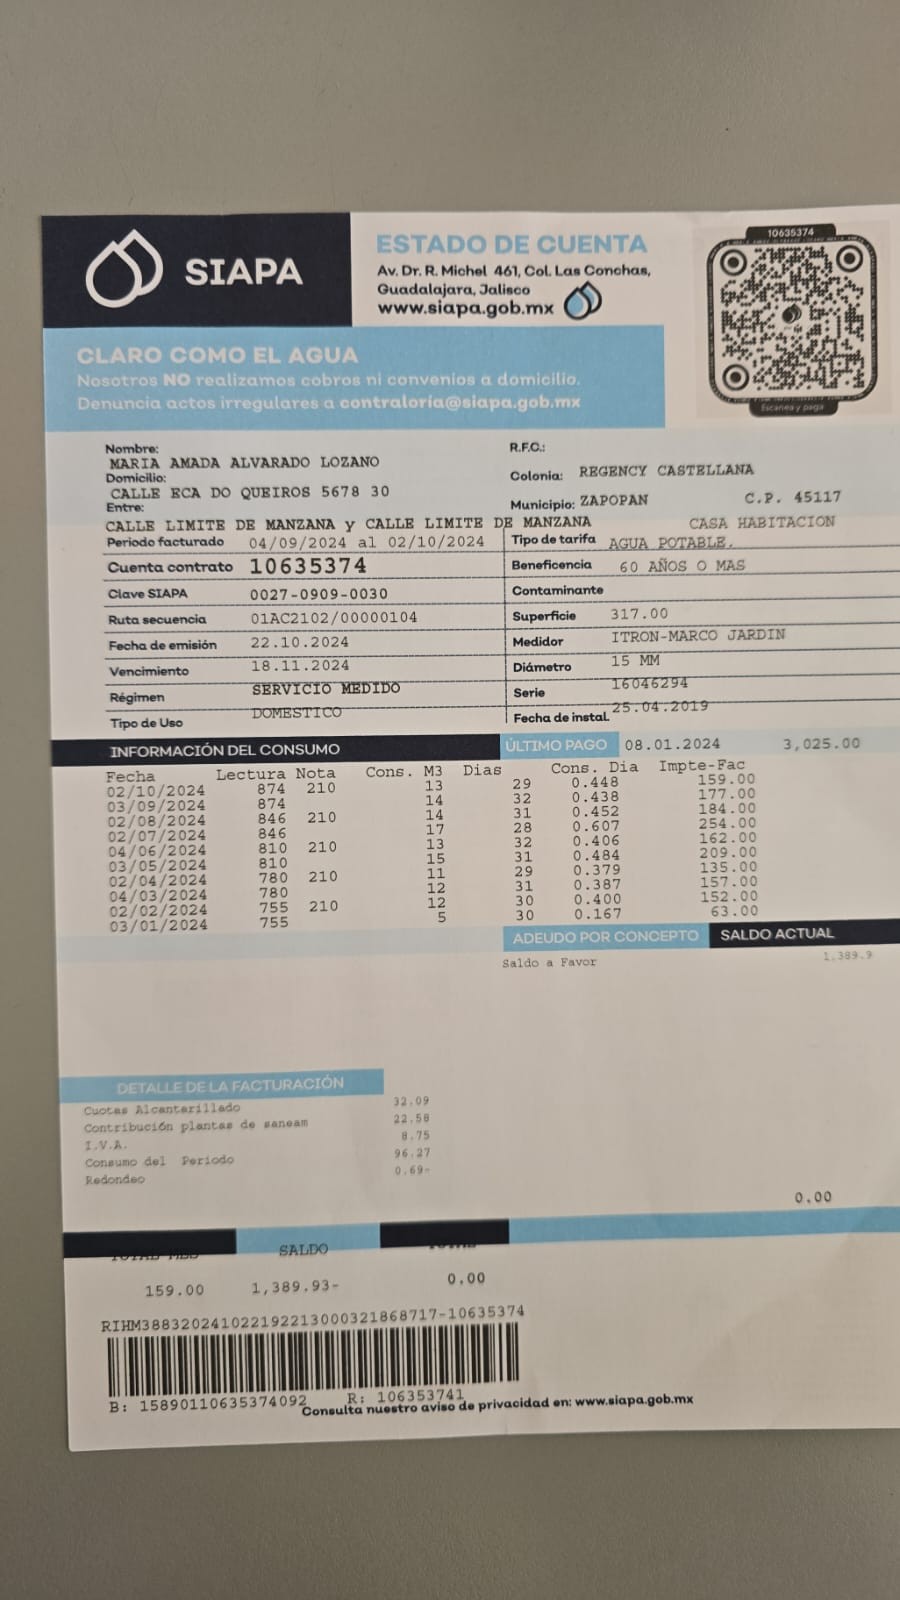 SIAPA
ESTADO DE CUENTA
Av. Dr. R. Michel 461, Col. Las Conchas,
Guadalajara, Jalisco
www.siapa.gob.mx
10635374
Escanea y paga
CLARO COMO EL AGUA
Nosotros NO realizamos cobros ni convenios a domicilio.
Denuncia actos irregulares a contraloria@siapa.gob.mx
Nombre:
MARIA AMADA ALVARADO LOZANO
Domicilio:
CALLE ECA DO QUEIROS 5678 30
Entre:
CALLE LIMITE DE MANZANA y CALLE LIMITE DE MANZANA
R.F.C.:
Colonia: REGENCY CASTELLANA
Municipio: ZAPOPAN C.P. 45117
CASA HABITACION
Periodo facturado 04/09/2024 al 02/10/2024
Cuenta contrato 10635374
Clave SIAPA 0027-0909-0030
Ruta secuencia 01AC2102/00000104
Fecha de emisión 22.10.2024
Vencimiento 18.11.2024
Régimen SERVICIO MEDIDO
Tipo de Uso DOMESTICO
Tipo de tarifa AGUA POTABLE.
Beneficencia 60 AÑOS O MAS
Contaminante
Superficie 317.00
Medidor ITRON-MARCO JARDIN
Diámetro 15 MM
Serie 16046294
Fecha de instal. 25.04.2019
INFORMACIÓN DEL CONSUMO
ÚLTIMO PAGO 08.01.2024 3,025.00
Fecha Lectura Nota Cons. M3 Dias Cons. Dia Impte-Fac
02/10/2024 874 210 13 29 0.448 159.00
03/09/2024 874 14 32 0.438 177.00
02/08/2024 846 210 14 31 0.452 184.00
02/07/2024 846 17 28 0.607 254.00
04/06/2024 810 210 13 32 0.406 162.00
03/05/2024 810 15 31 0.484 209.00
02/04/2024 780 210 11 29 0.379 135.00
04/03/2024 780 12 31 0.387 157.00
02/02/2024 755 210 12 30 0.400 152.00
03/01/2024 755 5 30 0.167 63.00
ADEUDO POR CONCEPTO SALDO ACTUAL
Saldo a Favor 1,389.9
DETALLE DE LA FACTURACIÓN
Cuotas Alcantarillado 32.09
Contribución plantas de saneam 22.58
I.V.A. 8.75
Consumo del Periodo 96.27
Redondeo 0.69-
0.00
SALDO
159.00 1,389.93- 0.00
RIHM388320241022192213000321868717-10635374
B: 15890110635374092 R: 106353741
Consulta nuestro aviso de privacidad en: www.siapa.gob.mx